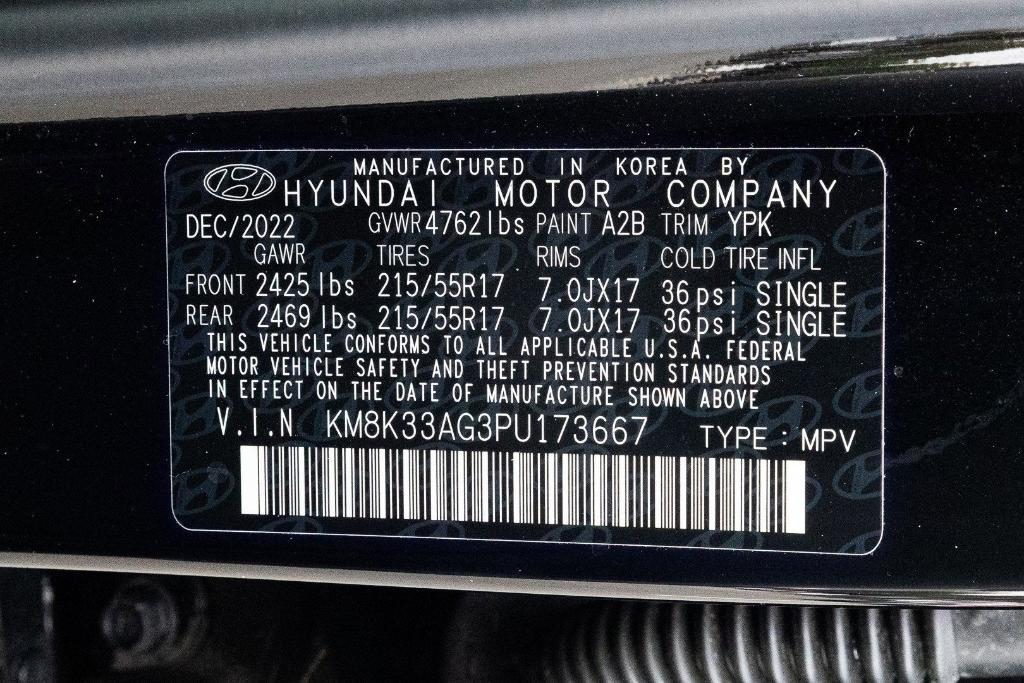 MANUFACTURED IN KOREA BY
HYUNDAI MOTOR COMPANY
DEC/2022 GVWR 4762 lbs PAINT A2B TRIM YPK
GAWR TIRES RIMS COLD TIRE INFL
FRONT 2425 lbs 215/55R17 7.0JX17 36psi SINGLE
REAR 2469 lbs 215/55R17 7.0JX17 36psi SINGLE
THIS VEHICLE CONFORMS TO ALL APPLICABLE U.S.A. FEDERAL
MOTOR VEHICLE SAFETY AND THEFT PREVENTION STANDARDS
IN EFFECT ON THE DATE OF MANUFACTURE SHOWN ABOVE
V.I.N KM8K33AG3PU173667 TYPE : MPV